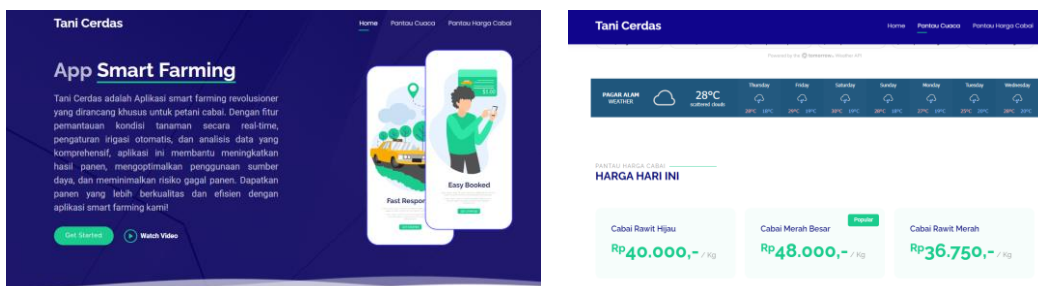 Tani Cerdas
Home Pantau Cuaca Pantau Harga Cabai
App Smart Farming
Tani Cerdas adalah Aplikasi smart farming revolusioner
yang dirancang khusus untuk petani cabai. Dengan fitur
pemantauan kondisi tanaman secara real-time,
pengaturan irigasi otomatis, dan analisis data yang
komprehensif, aplikasi ini membantu meningkatkan
hasil panen, mengoptimalkan penggunaan sumber
daya, dan meminimalkan risiko gagal panen. Dapatkan
panen yang lebih berkualitas dan efisien dengan
aplikasi smart farming kami!
Get Started Watch Video
Fast Respon
Easy Booked
Tani Cerdas
Home Pantau Cuaca Pantau Harga Cabai
PAGAR ALAM
WEATHER
28°C
scattered clouds
Thursday Friday Saturday Sunday Monday Tuesday Wednesday
PANTAU HARGA CABAI
HARGA HARI INI
Cabai Rawit Hijau
Rp40.000,- / Kg
Popular
Cabai Merah Besar
Rp48.000,- / Kg
Cabai Rawit Merah
Rp36.750,- / Kg